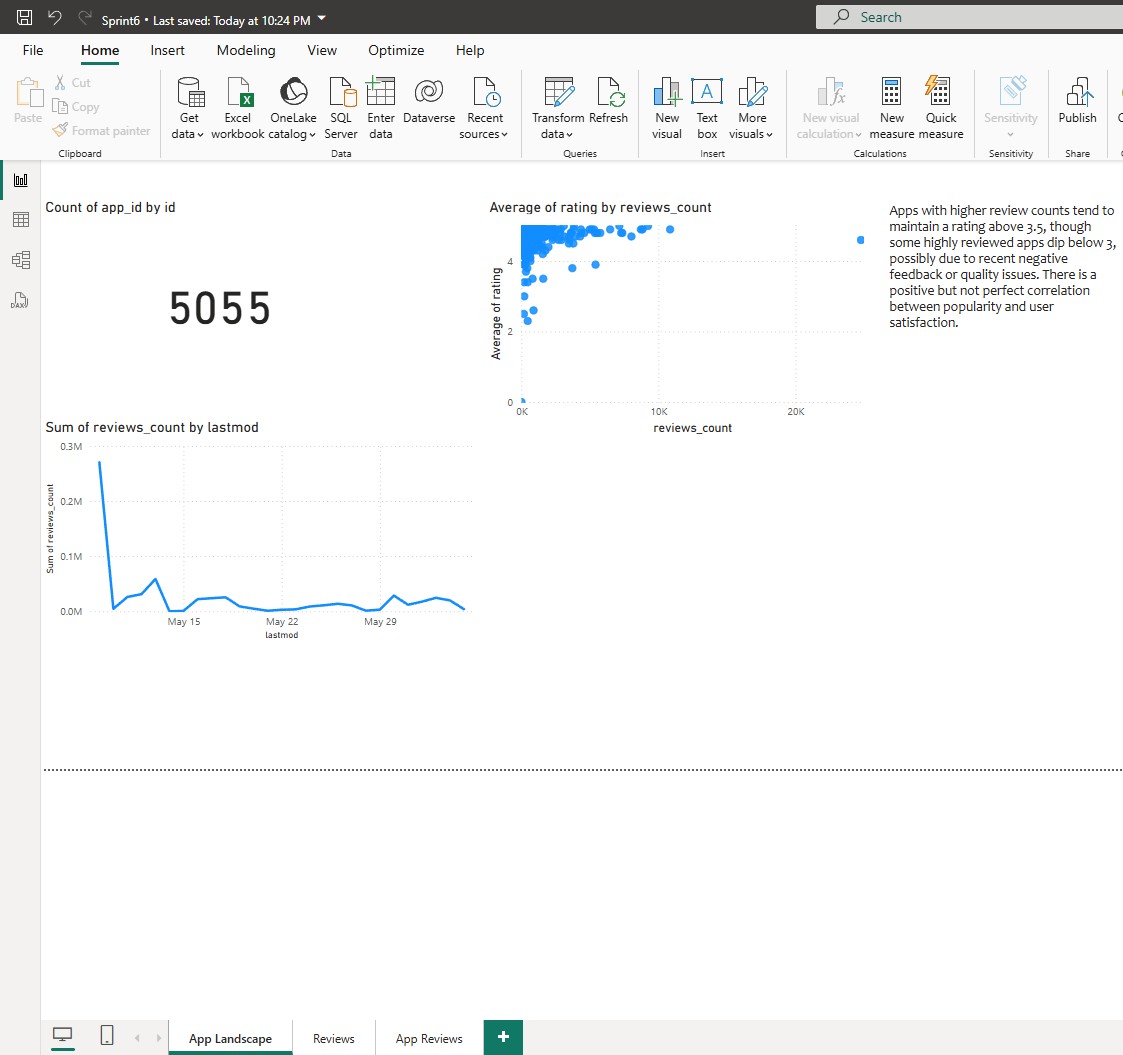 Sprint6 • Last saved: Today at 10:24 PM
Search
File Home Insert Modeling View Optimize Help
Paste
Cut
Copy
Format painter
Clipboard
Get data
Excel workbook
OneLake catalog
SQL Server
Enter data
Dataverse
Recent sources
Data
Transform data
Refresh
Queries
New visual
Text box
More visuals
Insert
New visual calculation
New measure
Quick measure
Calculations
Sensitivity
Sensitivity
Publish
Share
DAX
Count of app_id by id
5055
Average of rating by reviews_count
Average of rating
4
2
0
0K 10K 20K
reviews_count
Apps with higher review counts tend to
maintain a rating above 3.5, though
some highly reviewed apps dip below 3,
possibly due to recent negative
feedback or quality issues. There is a
positive but not perfect correlation
between popularity and user
satisfaction.
Sum of reviews_count by lastmod
Sum of reviews_count
0.3M
0.2M
0.1M
0.0M
May 15 May 22 May 29
lastmod
App Landscape Reviews App Reviews